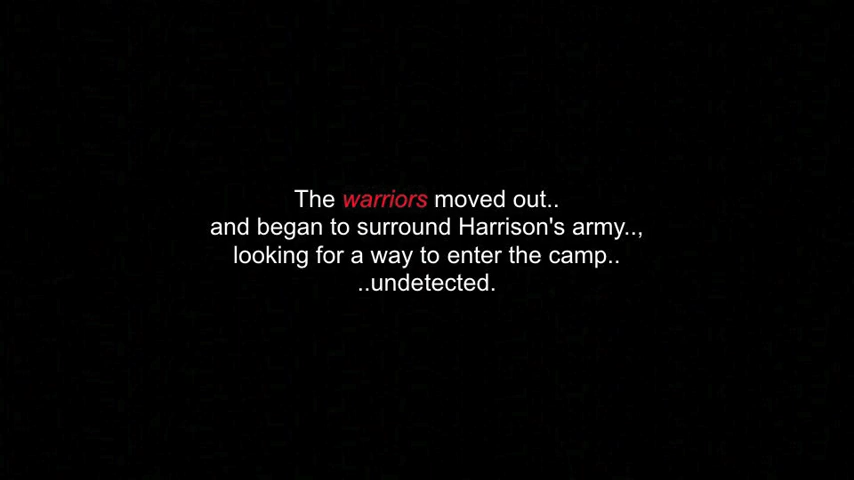 The warriors moved out..
and began to surround Harrison's army..,
looking for a way to enter the camp..
..undetected.